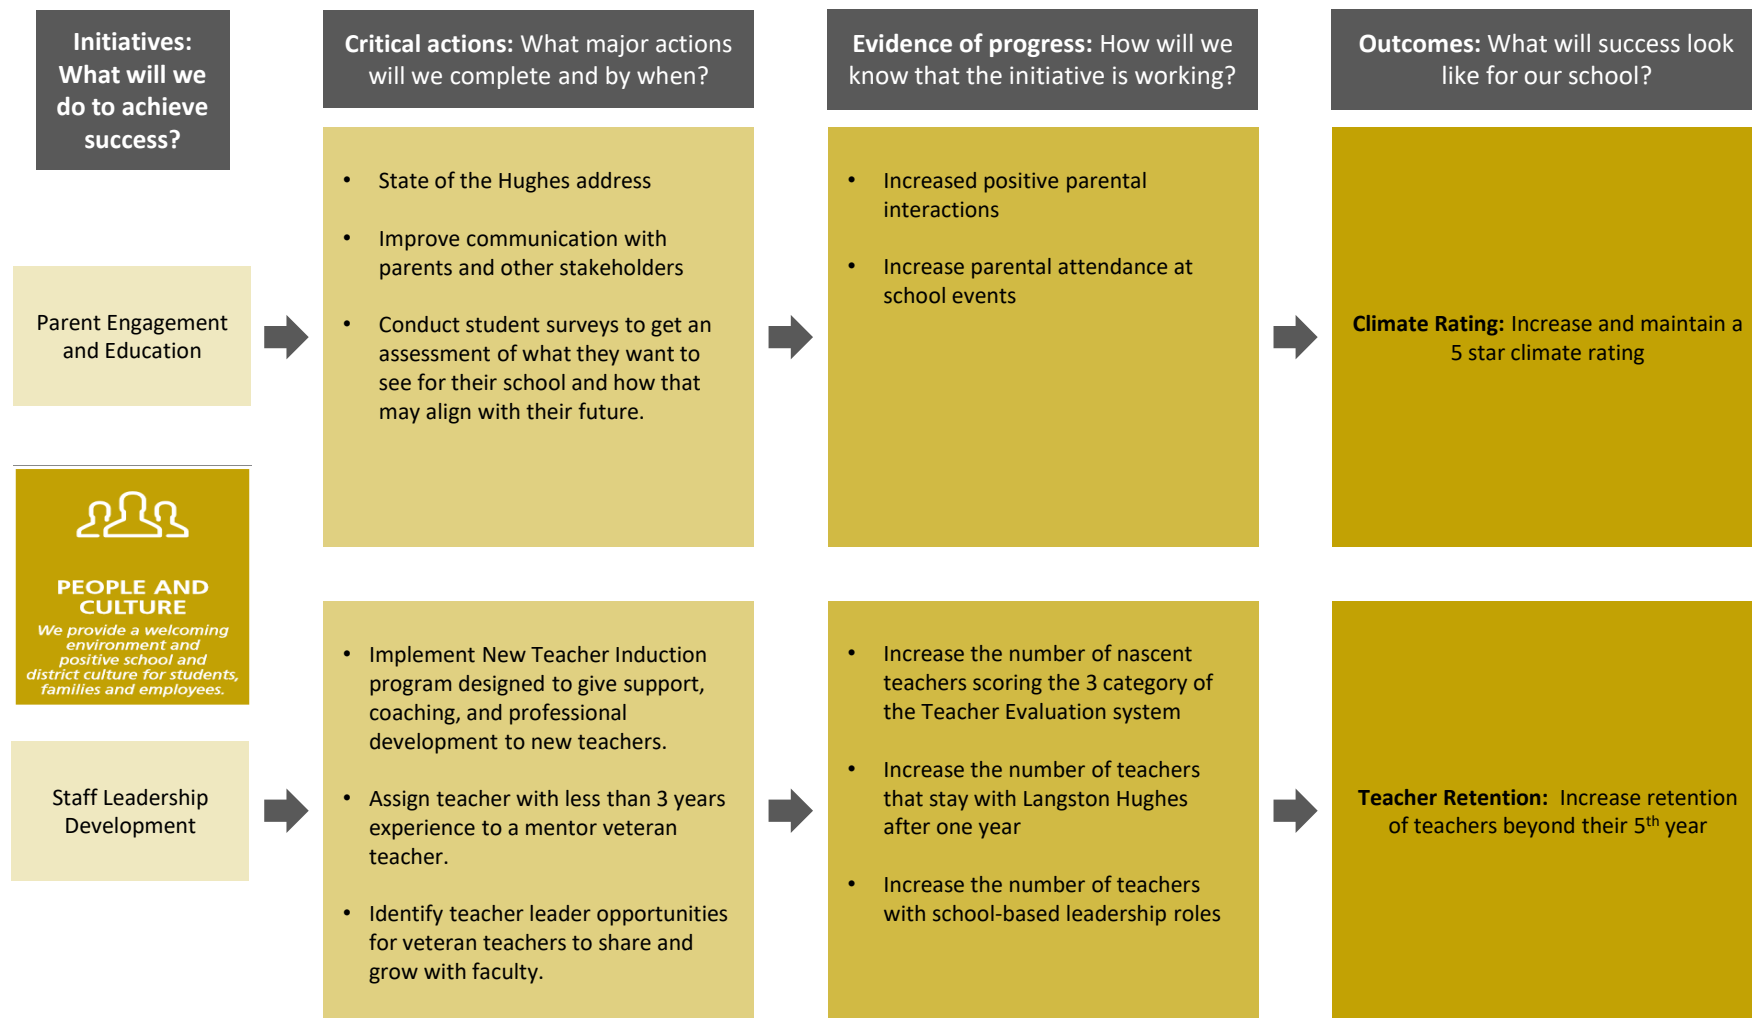 Initiatives:
What will we
do to achieve
success?
Critical actions: What major actions
will we complete and by when?
Evidence of progress: How will we
know that the initiative is working?
Outcomes: What will success look
like for our school?
Parent Engagement
and Education
• State of the Hughes address
• Improve communication with
parents and other stakeholders
• Conduct student surveys to get an
assessment of what they want to
see for their school and how that
may align with their future.
• Increased positive parental
interactions
• Increase parental attendance at
school events
Climate Rating: Increase and maintain a
5 star climate rating
PEOPLE AND
CULTURE
We provide a welcoming
environment and
positive school and
district culture for students,
families and employees.
Staff Leadership
Development
• Implement New Teacher Induction
program designed to give support,
coaching, and professional
development to new teachers.
• Assign teacher with less than 3 years
experience to a mentor veteran
teacher.
• Identify teacher leader opportunities
for veteran teachers to share and
grow with faculty.
• Increase the number of nascent
teachers scoring the 3 category of
the Teacher Evaluation system
• Increase the number of teachers
that stay with Langston Hughes
after one year
• Increase the number of teachers
with school-based leadership roles
Teacher Retention: Increase retention
of teachers beyond their 5th year